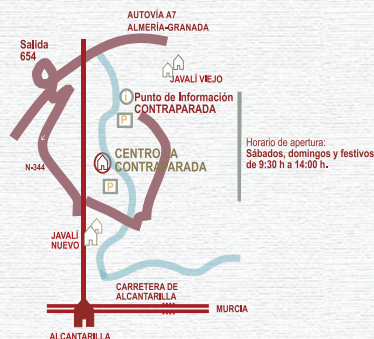 AUTOVÍA A7
ALMERÍA-GRANADA
Salida
654
JAVALÍ VIEJO
i
Punto de Información
CONTRAPARADA
P
CENTRO LA
CONTRAPARADA
Horario de apertura:
Sábados, domingos y festivos
de 9:30 h a 14:00 h.
N-344
P
JAVALÍ
NUEVO
CARRETERA DE
ALCANTARILLA
MURCIA
ALCANTARILLA